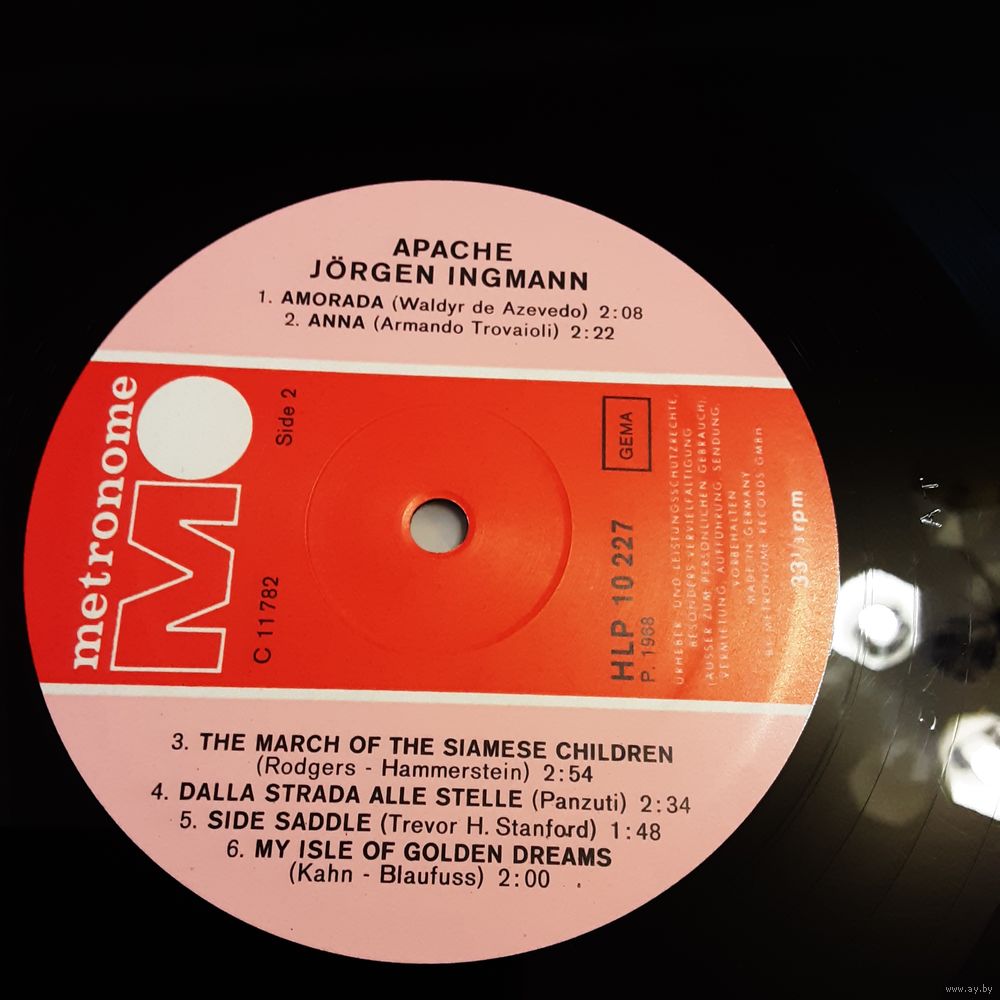 APACHE
JÖRGEN INGMANN
1. AMORADA (Waldyr de Azevedo) 2:08
2. ANNA (Armando Trovaioli) 2:22
metronome
MO
Side 2
C 11782
GEMA
HLP 10 227
P. 1968
URHEBER- UND LEISTUNGSSCHUTZRECHTE,
BESONDERS VERVIELFÄLTIGUNG
(AUSSER ZUM PERSÖNLICHEN GEBRAUCH),
VERMIETUNG, AUFFÜHRUNG, SENDUNG,
VORBEHALTEN
MADE IN GERMANY
METRONOME RECORDS GMBH
33 1/3 rpm
3. THE MARCH OF THE SIAMESE CHILDREN
(Rodgers - Hammerstein) 2:54
4. DALLA STRADA ALLE STELLE (Panzuti) 2:34
5. SIDE SADDLE (Trevor H. Stanford) 1:48
6. MY ISLE OF GOLDEN DREAMS
(Kahn - Blaufuss) 2:00
www.ay.by